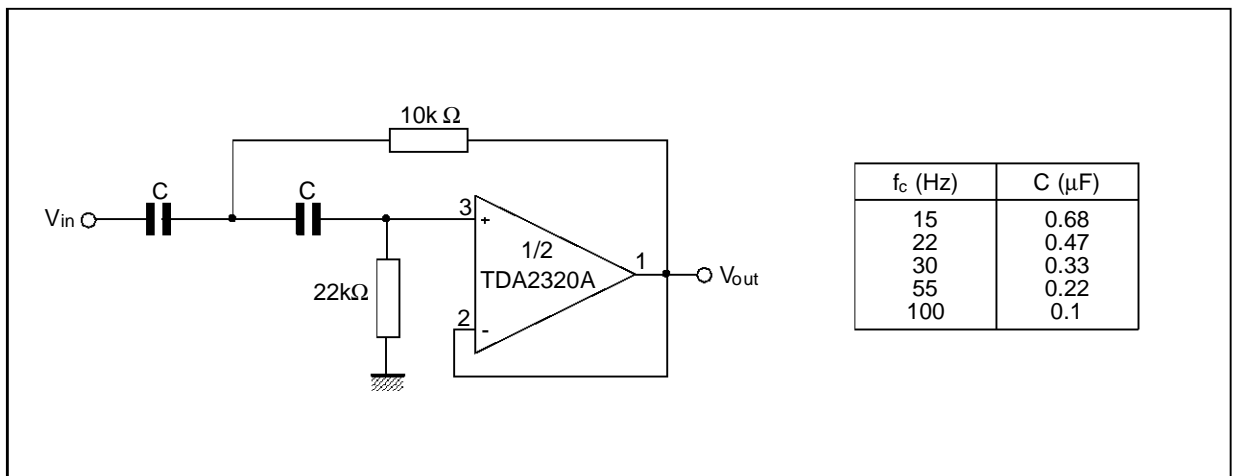 10k Ω
C
C
Vin
3
+
1/2
TDA2320A
1
Vout
22kΩ
2
-
fc (Hz) C (μF)
15 0.68
22 0.47
30 0.33
55 0.22
100 0.1